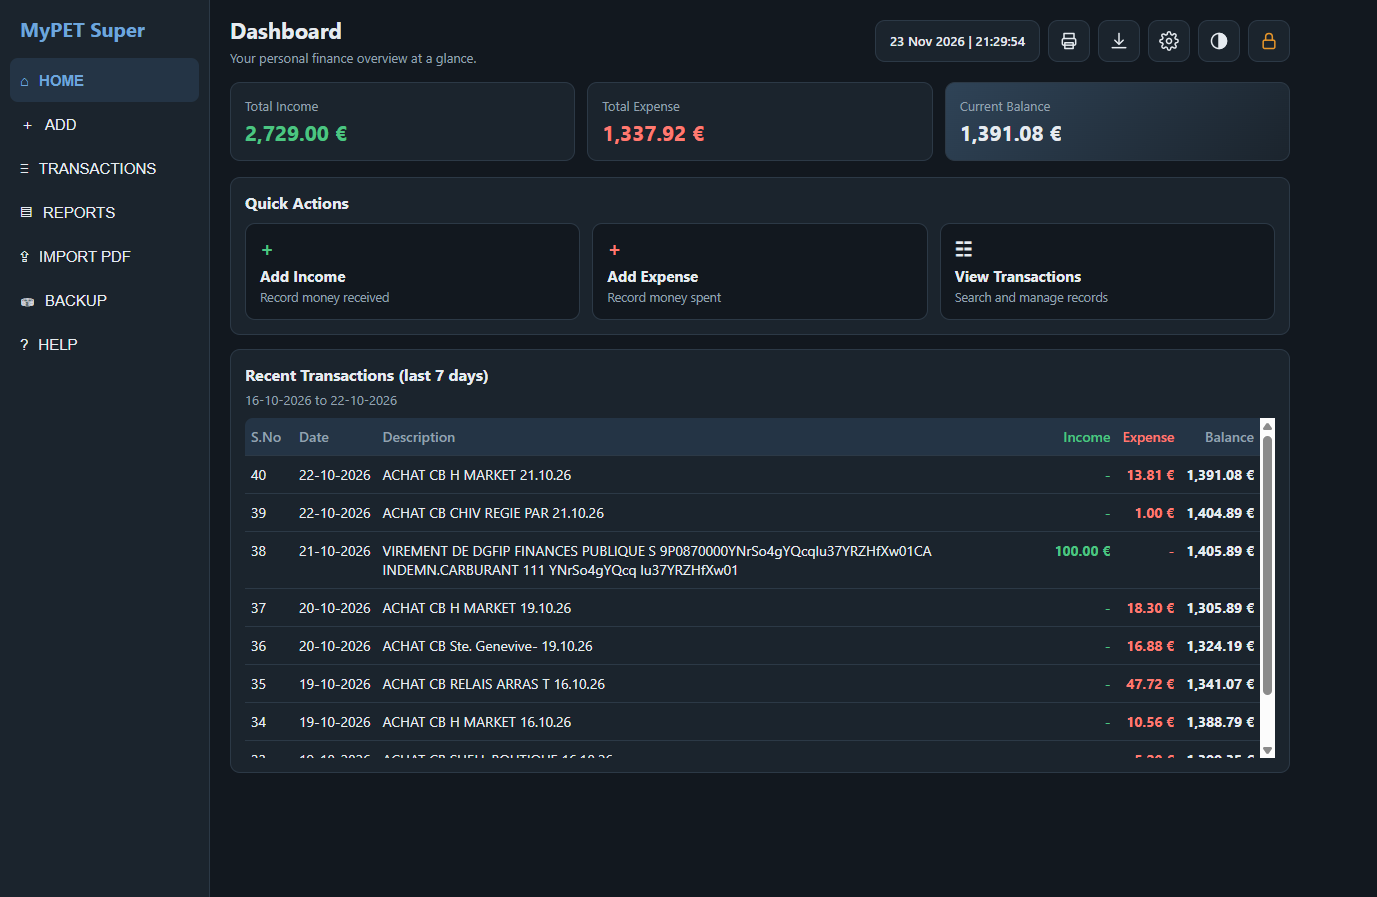 MyPET Super
HOME
ADD
TRANSACTIONS
REPORTS
IMPORT PDF
BACKUP
? HELP
Dashboard
Your personal finance overview at a glance.
23 Nov 2026 | 21:29:54
Total Income
2,729.00 €
Total Expense
1,337.92 €
Current Balance
1,391.08 €
Quick Actions
+
Add Income
Record money received
+
Add Expense
Record money spent
View Transactions
Search and manage records
Recent Transactions (last 7 days)
16-10-2026 to 22-10-2026
S.No Date Description Income Expense Balance
40 22-10-2026 ACHAT CB H MARKET 21.10.26 - 13.81 € 1,391.08 €
39 22-10-2026 ACHAT CB CHIV REGIE PAR 21.10.26 - 1.00 € 1,404.89 €
38 21-10-2026 VIREMENT DE DGFIP FINANCES PUBLIQUE S 9P0870000YNrSo4gYQcqIu37YRZHfXw01CA 100.00 € - 1,405.89 €
INDEMN.CARBURANT 111 YNrSo4gYQcq Iu37YRZHfXw01
37 20-10-2026 ACHAT CB H MARKET 19.10.26 - 18.30 € 1,305.89 €
36 20-10-2026 ACHAT CB Ste. Genevive- 19.10.26 - 16.88 € 1,324.19 €
35 19-10-2026 ACHAT CB RELAIS ARRAS T 16.10.26 - 47.72 € 1,341.07 €
34 19-10-2026 ACHAT CB H MARKET 16.10.26 - 10.56 € 1,388.79 €